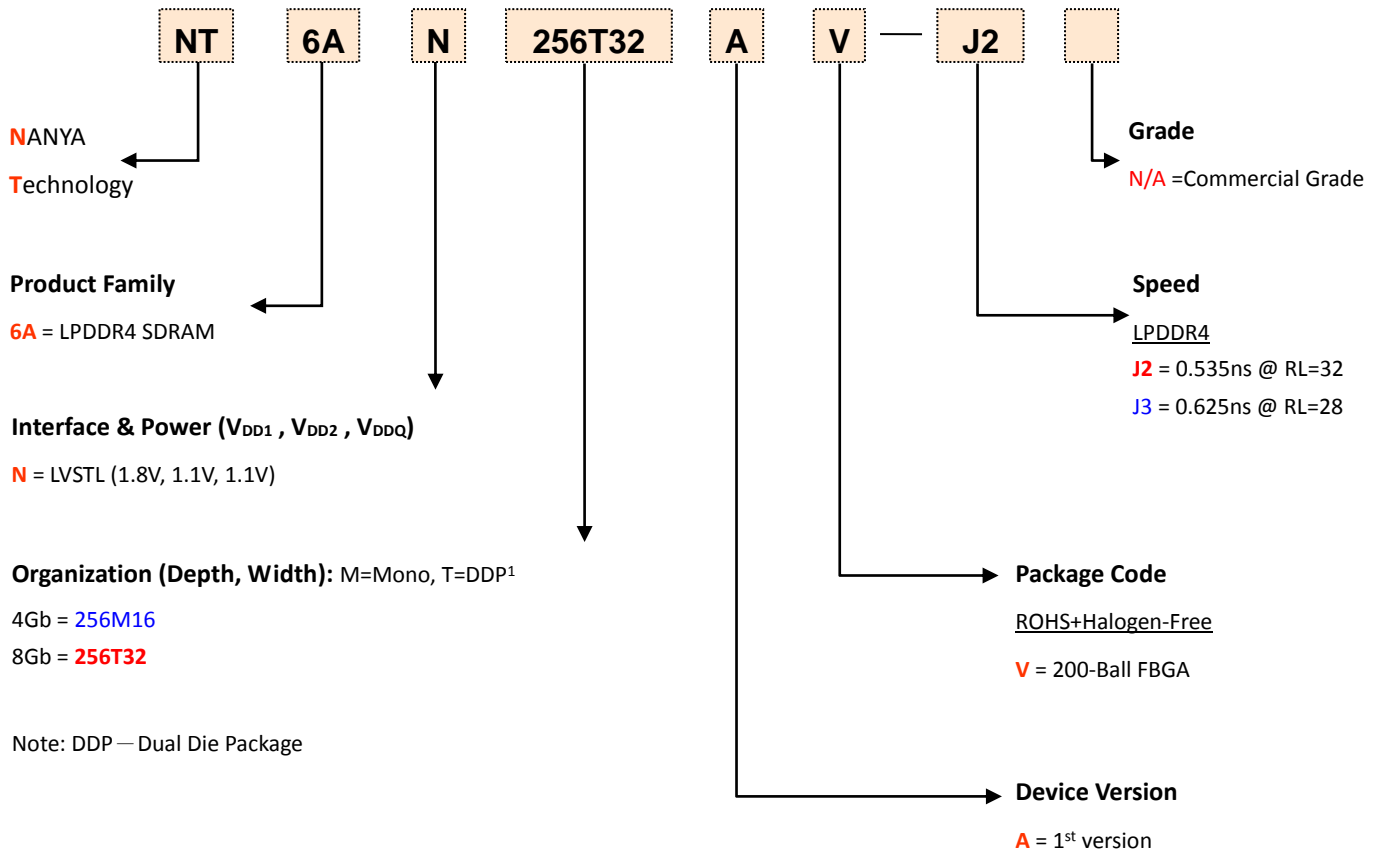 NT 6A N 256T32 A V — J2
NANYA
Technology
Product Family
6A = LPDDR4 SDRAM
Interface & Power (VDD1 , VDD2 , VDDQ)
N = LVSTL (1.8V, 1.1V, 1.1V)
Organization (Depth, Width): M=Mono, T=DDP1
4Gb = 256M16
8Gb = 256T32
Note: DDP－Dual Die Package
Grade
N/A =Commercial Grade
Speed
LPDDR4
J2 = 0.535ns @ RL=32
J3 = 0.625ns @ RL=28
Package Code
ROHS+Halogen-Free
V = 200-Ball FBGA
Device Version
A = 1st version